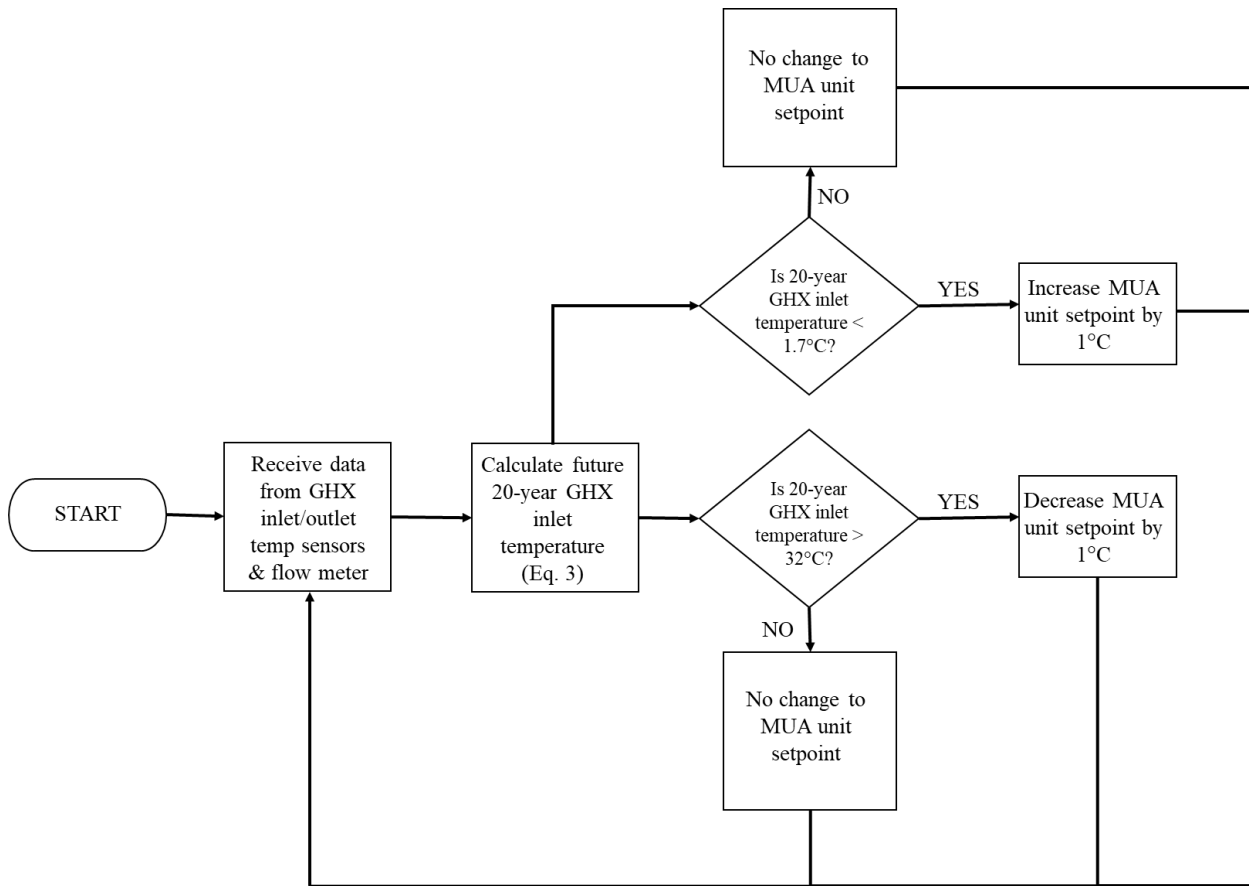 No change to
MUA unit
setpoint
NO
Is 20-year
GHX inlet
temperature <
1.7°C?
YES
Increase MUA
unit setpoint by
1°C
START
Receive data
from GHX
inlet/outlet
temp sensors
& flow meter
Calculate future
20-year GHX
inlet
temperature
(Eq. 3)
Is 20-year
GHX inlet
temperature >
32°C?
YES
Decrease MUA
unit setpoint by
1°C
NO
No change to
MUA unit
setpoint